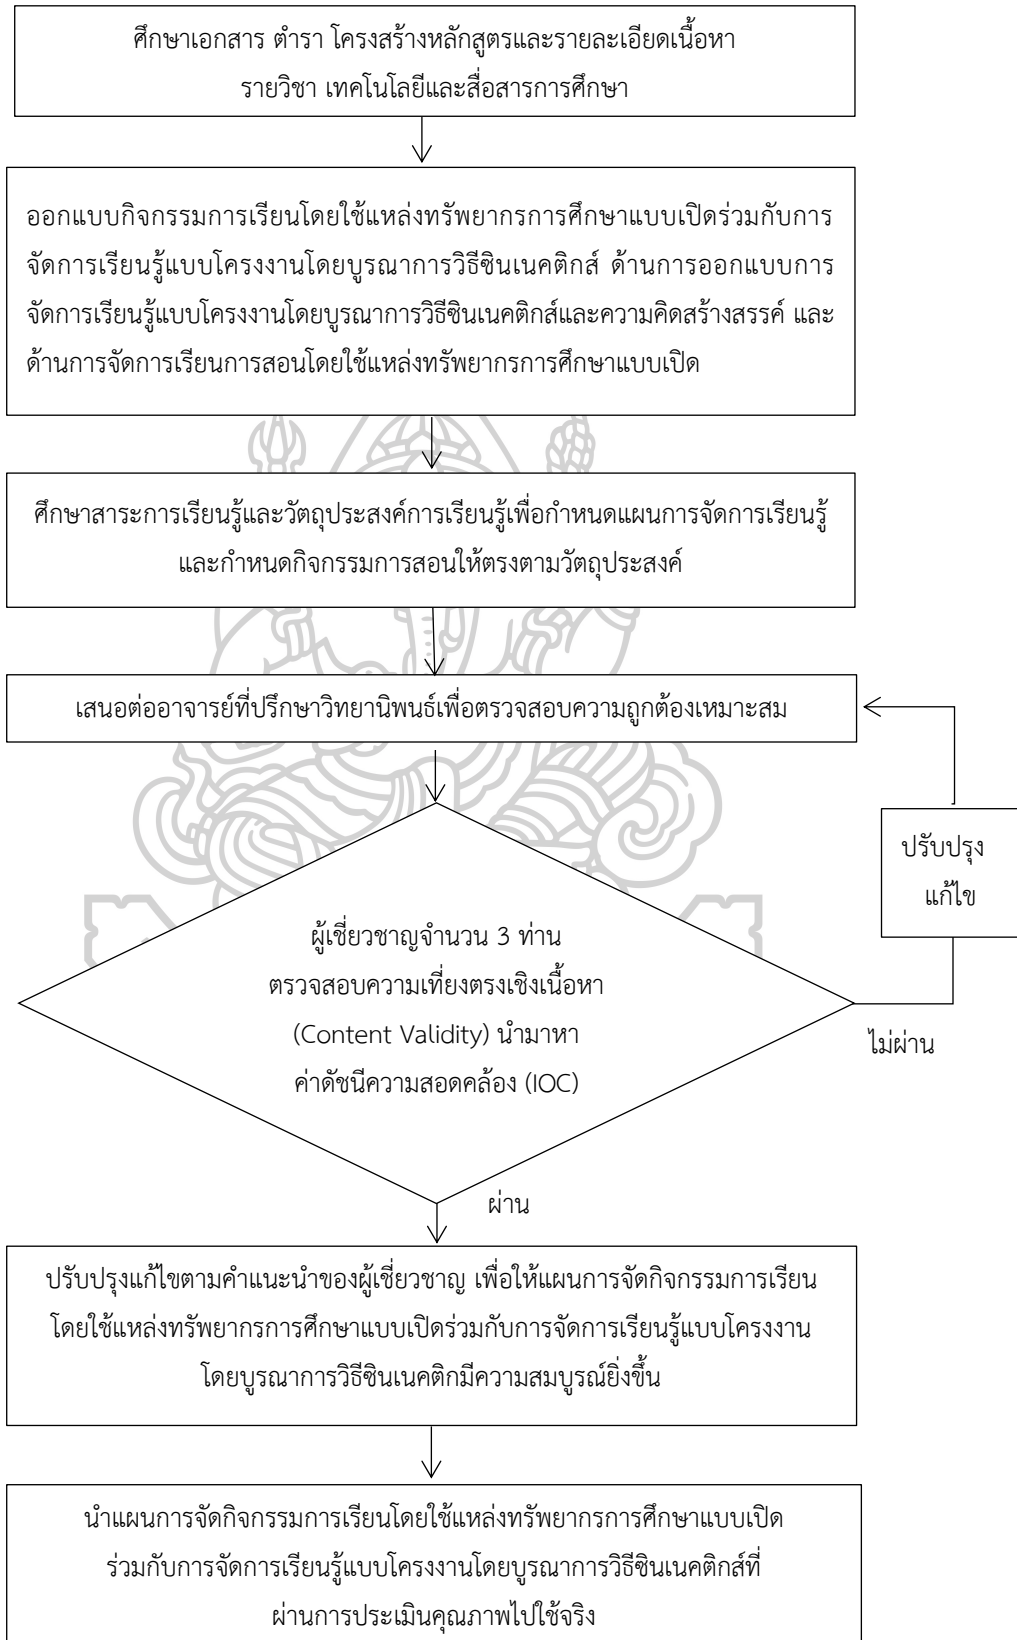 ศึกษาเอกสาร ตำรา โครงสร้างหลักสูตรและรายละเอียดเนื้อหา
รายวิชา เทคโนโลยีและสื่อสารการศึกษา
ออกแบบกิจกรรมการเรียนโดยใช้แหล่งทรัพยากรการศึกษาแบบเปิดร่วมกับการ
จัดการเรียนรู้แบบโครงงานโดยบูรณาการวิธีซินเนคติกส์ ด้านการออกแบบการ
จัดการเรียนรู้แบบโครงงานโดยบูรณาการวิธีซินเนคติกส์และความคิดสร้างสรรค์ และ
ด้านการจัดการเรียนการสอนโดยใช้แหล่งทรัพยากรการศึกษาแบบเปิด
ศึกษาสาระการเรียนรู้และวัตถุประสงค์การเรียนรู้เพื่อกำหนดแผนการจัดการเรียนรู้
และกำหนดกิจกรรมการสอนให้ตรงตามวัตถุประสงค์
เสนอต่ออาจารย์ที่ปรึกษาวิทยานิพนธ์เพื่อตรวจสอบความถูกต้องเหมาะสม
ปรับปรุง
แก้ไข
ผู้เชี่ยวชาญจำนวน 3 ท่าน
ตรวจสอบความเที่ยงตรงเชิงเนื้อหา
(Content Validity) นำมาหา
ค่าดัชนีความสอดคล้อง (IOC)
ไม่ผ่าน
ผ่าน
ปรับปรุงแก้ไขตามคำแนะนำของผู้เชี่ยวชาญ เพื่อให้แผนการจัดกิจกรรมการเรียน
โดยใช้แหล่งทรัพยากรการศึกษาแบบเปิดร่วมกับการจัดการเรียนรู้แบบโครงงาน
โดยบูรณาการวิธีซินเนคติกมีความสมบูรณ์ยิ่งขึ้น
นำแผนการจัดกิจกรรมการเรียนโดยใช้แหล่งทรัพยากรการศึกษาแบบเปิด
ร่วมกับการจัดการเรียนรู้แบบโครงงานโดยบูรณาการวิธีซินเนคติกส์ที่
ผ่านการประเมินคุณภาพไปใช้จริง